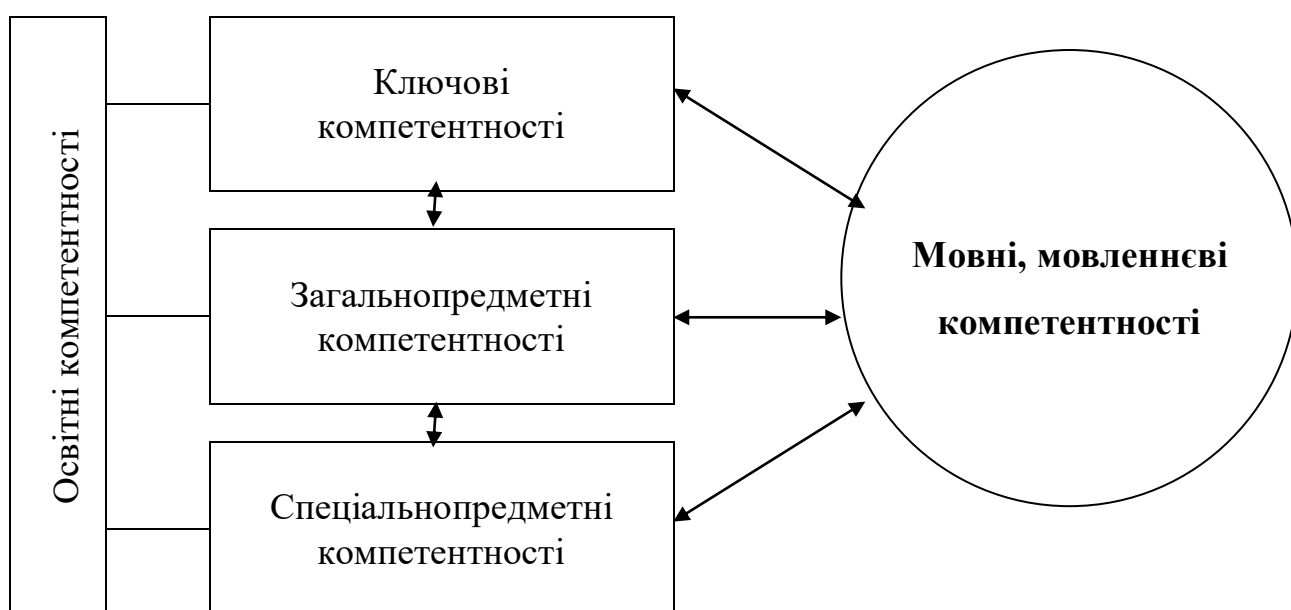 Освітні компетентності
Ключові
компетентності
Загальнопредметні
компетентності
Спеціальнопредметні
компетентності
Мовні, мовленнєві
компетентності